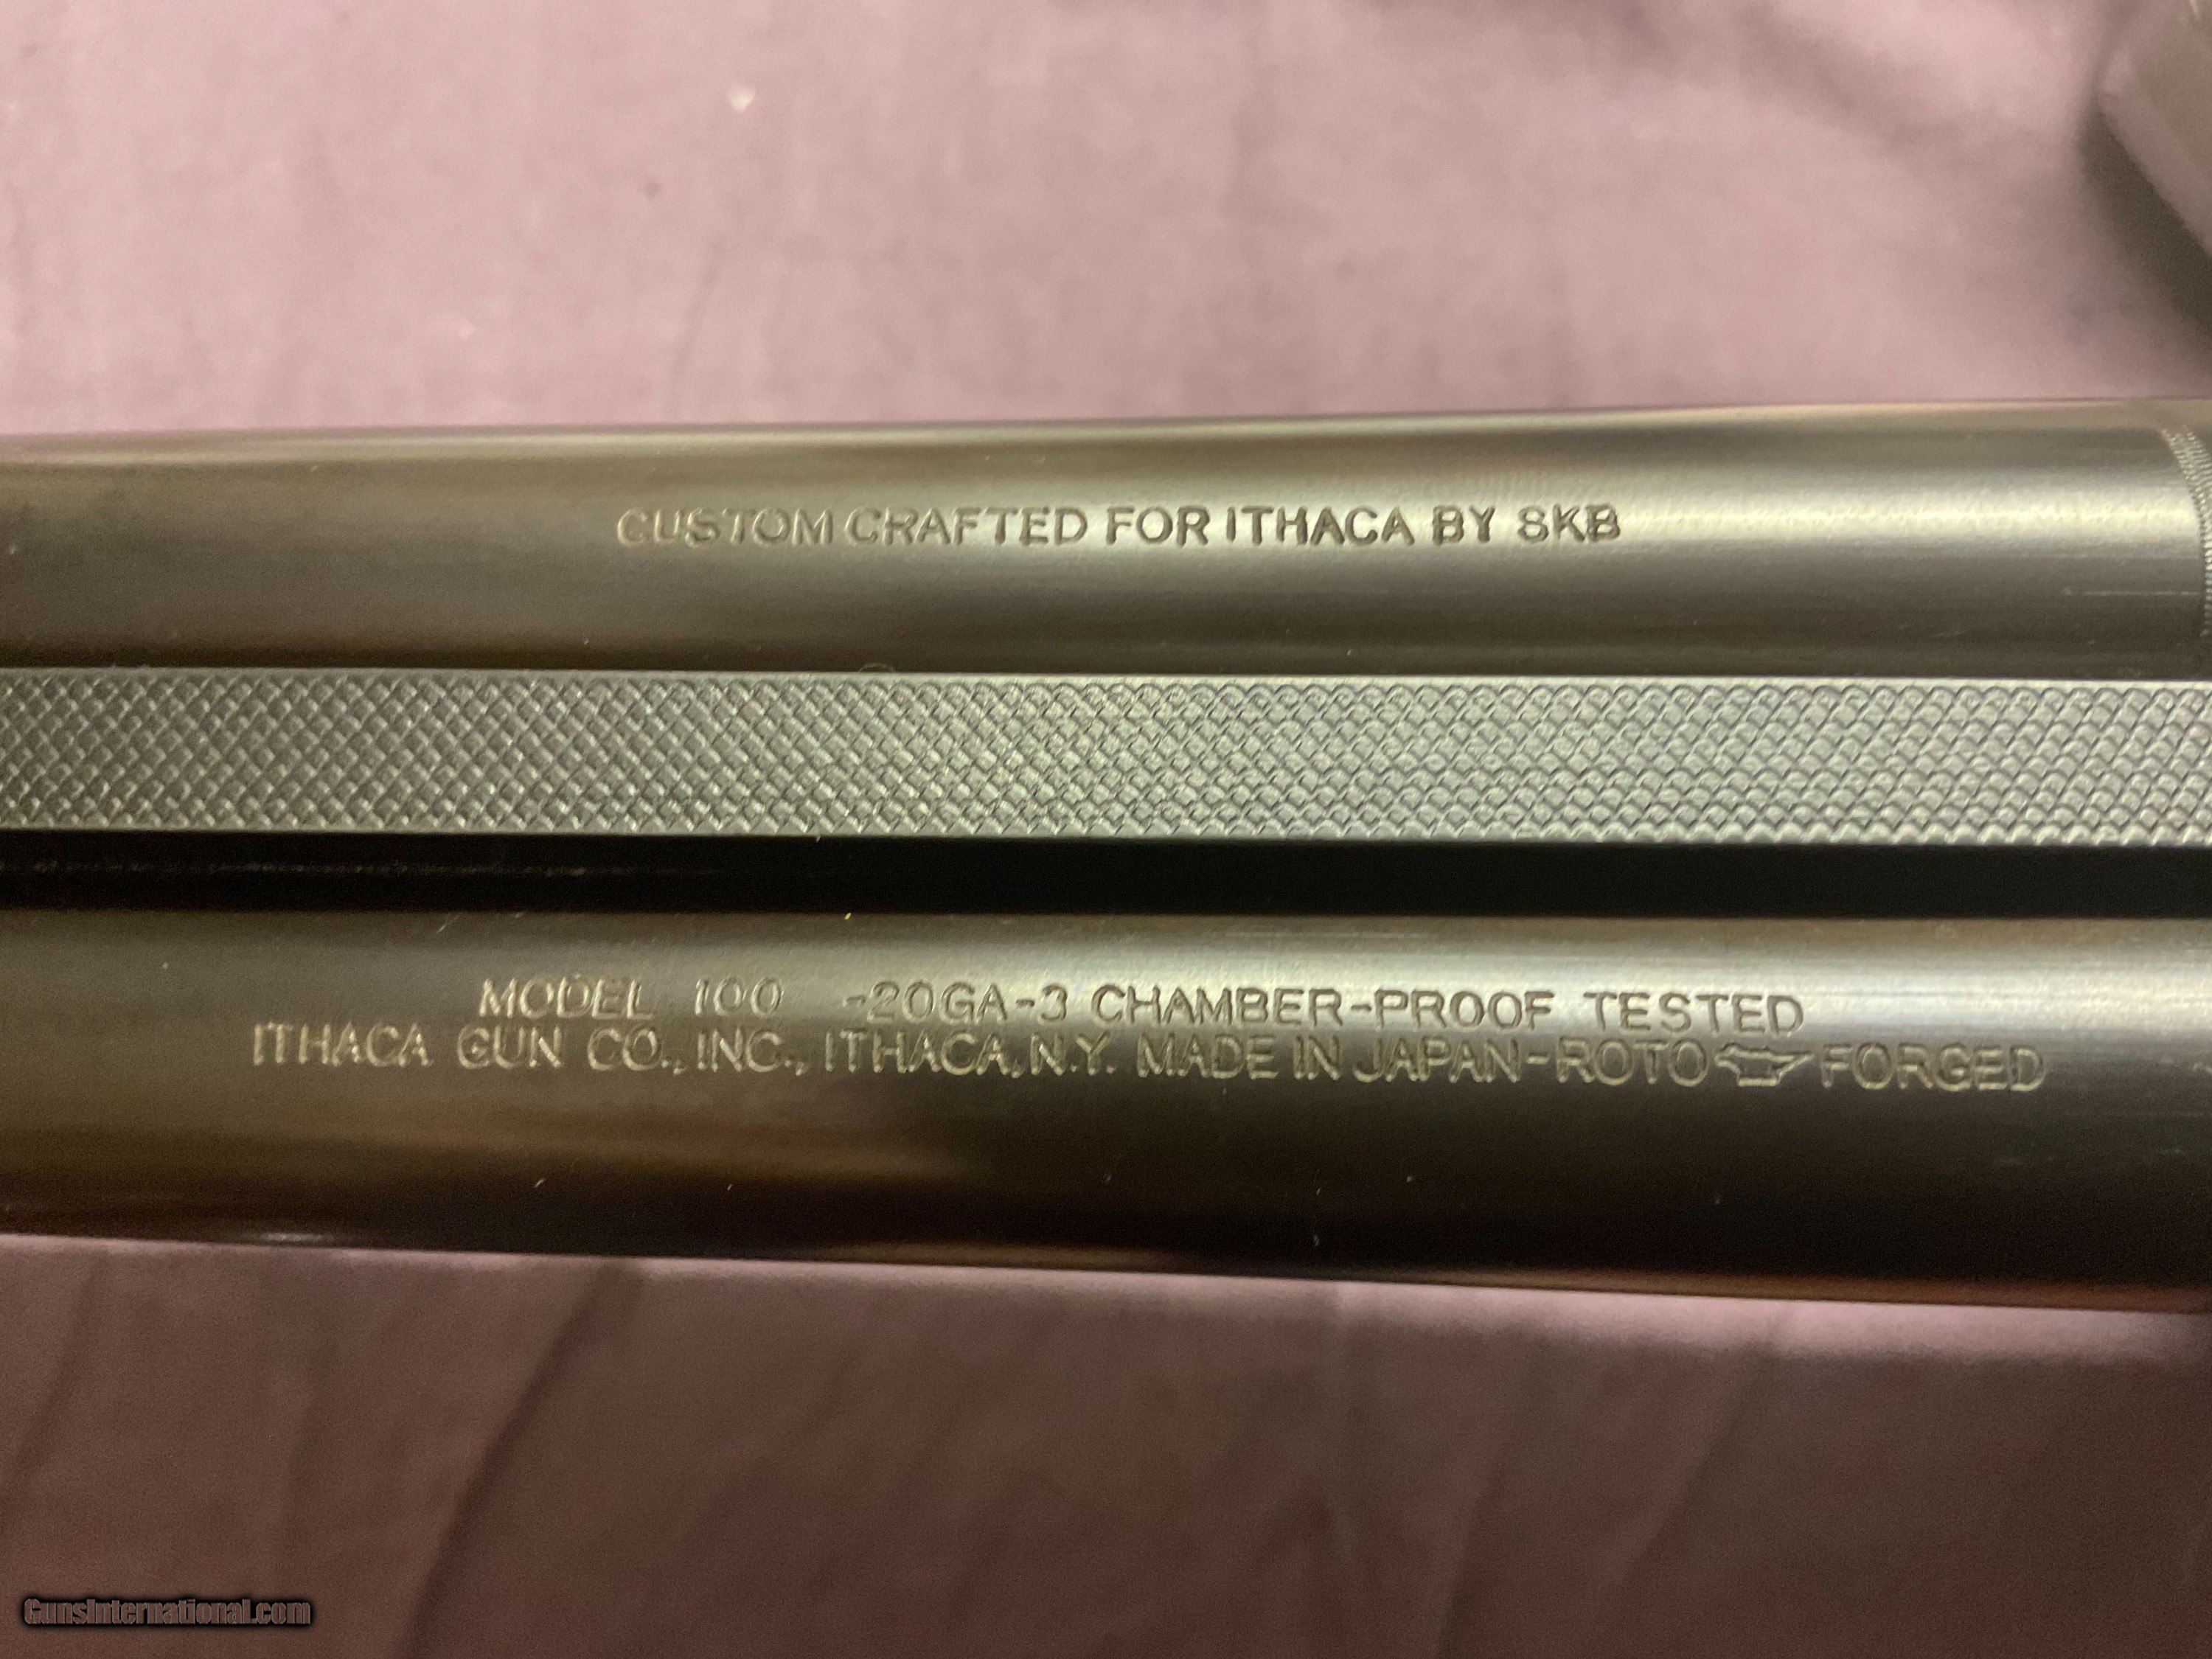 CUSTOM CRAFTED FOR ITHACA BY SKB
MODEL 100 -20GA-3 CHAMBER-PROOF TESTED
ITHACA GUN CO., INC., ITHACA, N.Y. MADE IN JAPAN-ROTO FORGED
GunsInternational.com